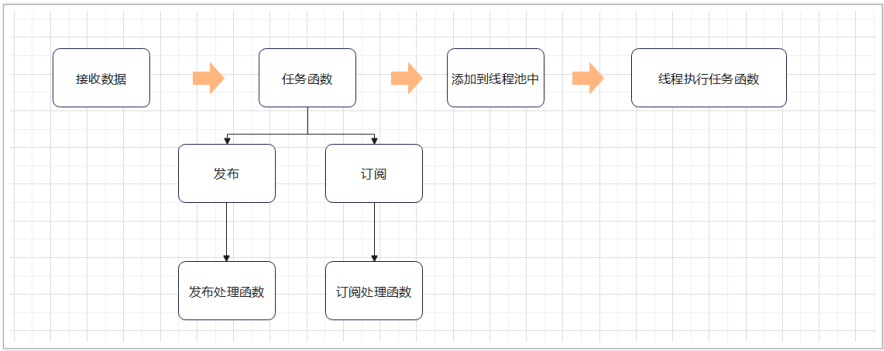 接收数据
任务函数
添加到线程池中
线程执行任务函数
发布
订阅
发布处理函数
订阅处理函数